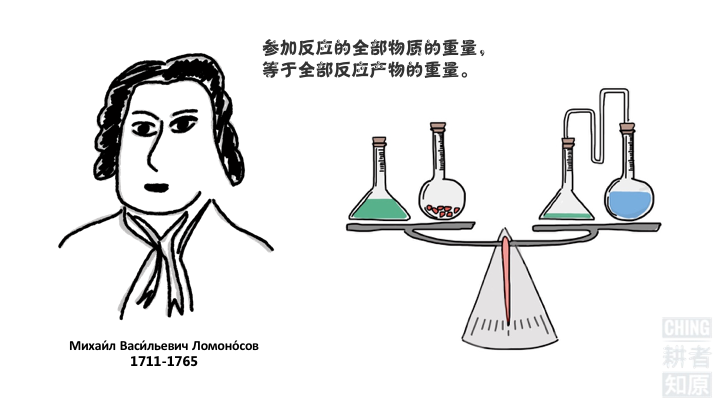 参加反应的全部物质的重量，
等于全部反应产物的重量。
Михаи́л Васи́льевич Ломоно́сов
1711-1765
CHING
耕者
知原